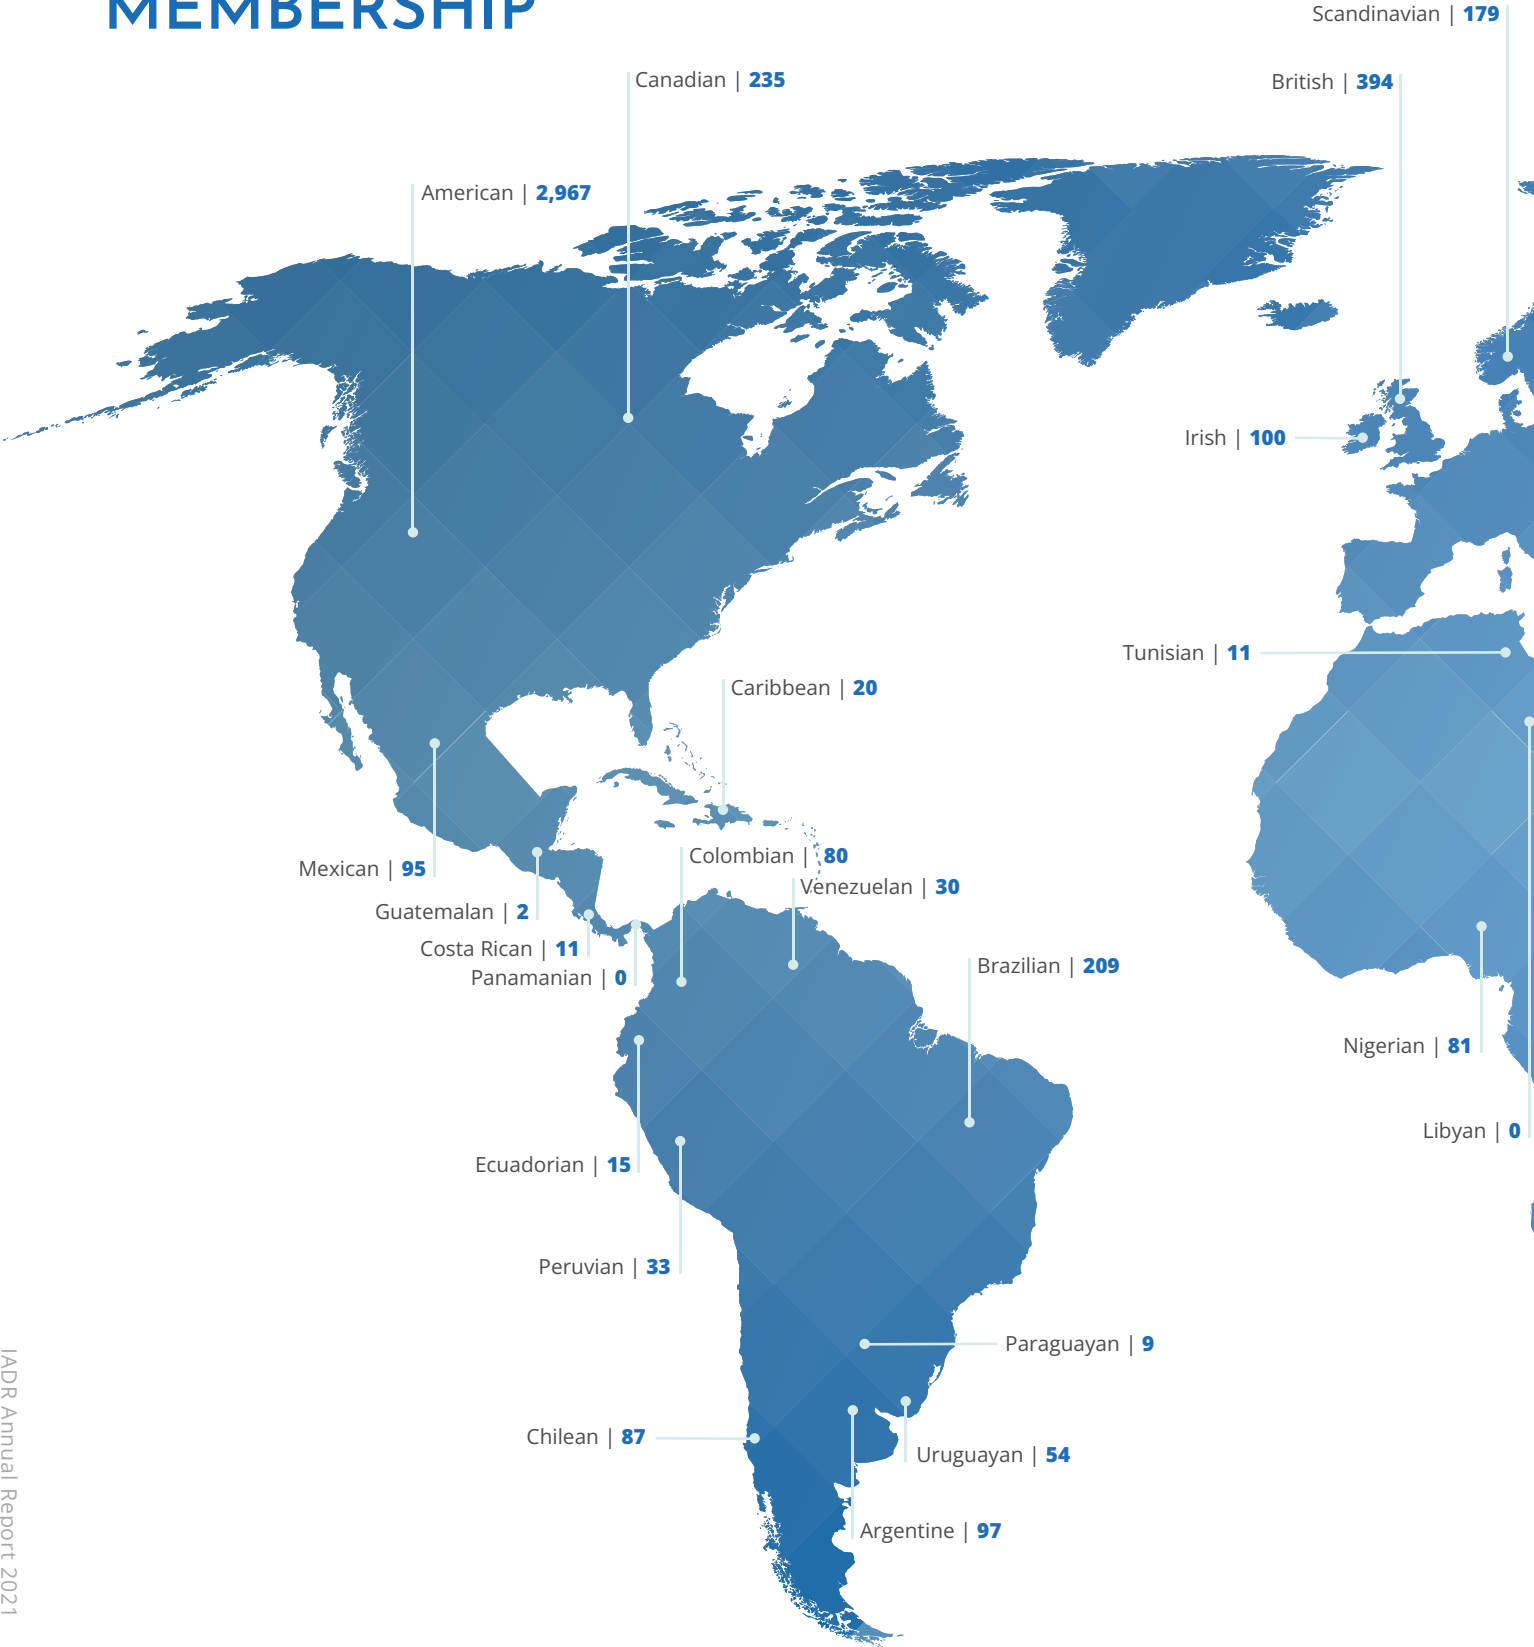 MEMBERSHIP
Scandinavian | 179
Canadian | 235
British | 394
American | 2,967
Irish | 100
Tunisian | 11
Caribbean | 20
Colombian | 80
Mexican | 95
Venezuelan | 30
Guatemalan | 2
Costa Rican | 11
Panamanian | 0
Brazilian | 209
Nigerian | 81
Libyan | 0
Ecuadorian | 15
Peruvian | 33
Paraguayan | 9
Chilean | 87
Uruguayan | 54
Argentine | 97
IADR Annual Report 2021